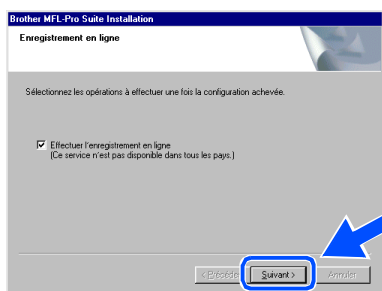 Brother MFL-Pro Suite Installation
Enregistrement en ligne
Sélectionnez les opérations à effectuer une fois la configuration achevée.
Effectuer l'enregistrement en ligne
(Ce service n'est pas disponible dans tous les pays.)
< Précéden Suivant > Annuler